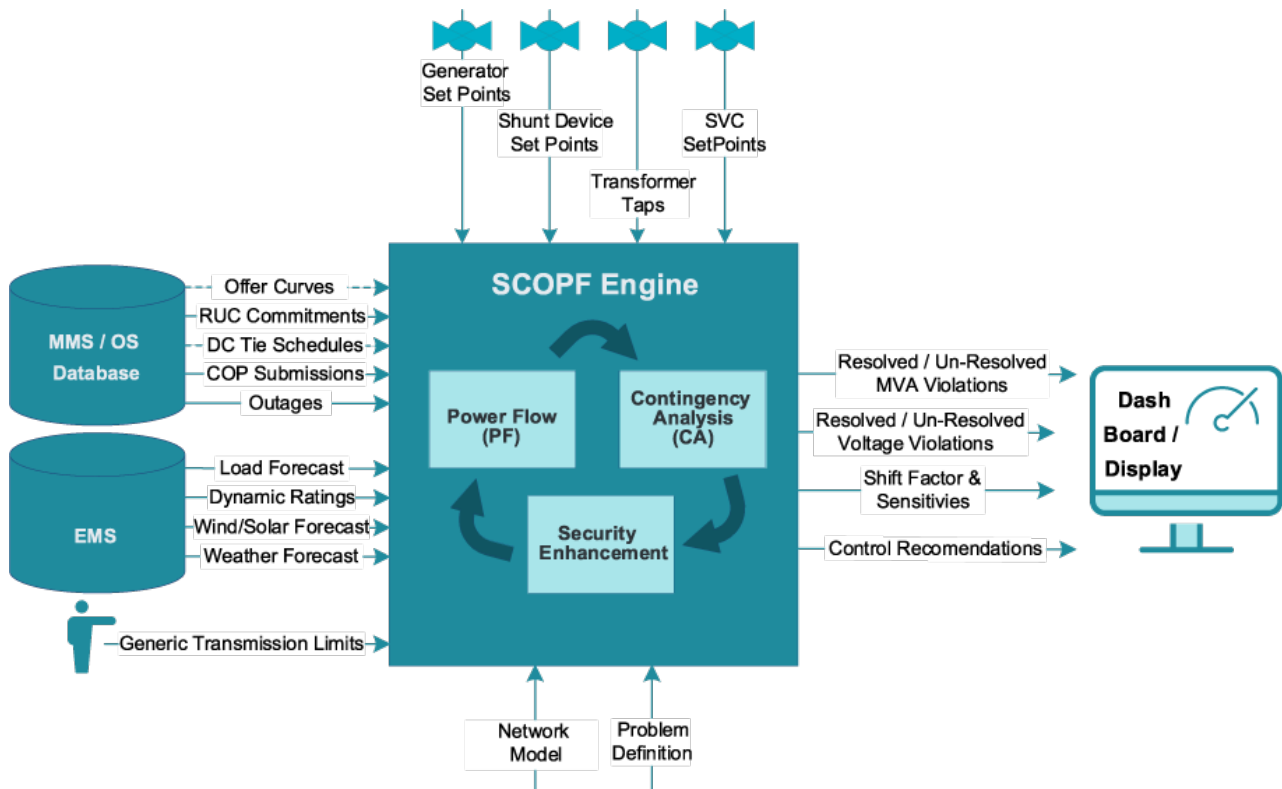 Generator
Set Points
Shunt Device
Set Points
SVC
SetPoints
Transformer
Taps
SCOPF Engine
MMS / OS
Database
Offer Curves
RUC Commitments
DC Tie Schedules
COP Submissions
Outages
Power Flow
(PF)
Contingency
Analysis
(CA)
Security
Enhancement
Resolved / Un-Resolved
MVA Violations
Resolved / Un-Resolved
Voltage Violations
Shift Factor &
Sensitivies
Control Recomendations
Dash
Board /
Display
EMS
Load Forecast
Dynamic Ratings
Wind/Solar Forecast
Weather Forecast
Generic Transmission Limits
Network
Model
Problem
Definition